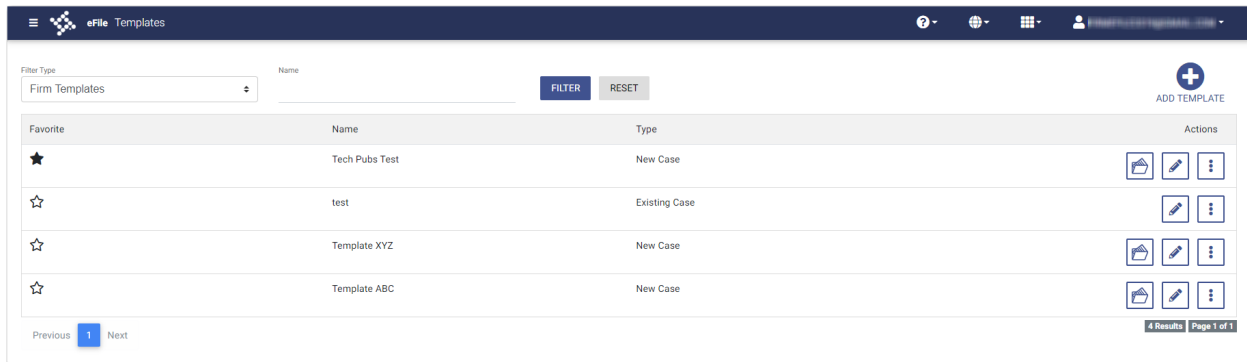 eFile Templates
Filter Type
Name
Firm Templates
FILTER RESET
ADD TEMPLATE
Favorite Name Type Actions
Tech Pubs Test New Case
test Existing Case
Template XYZ New Case
Template ABC New Case
Previous 1 Next
4 Results Page 1 of 1